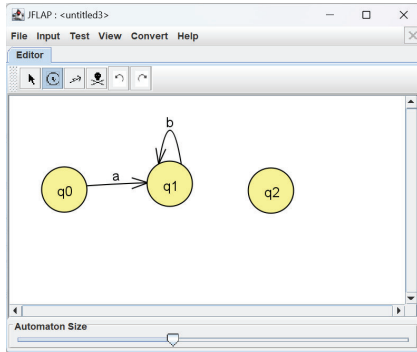 JFLAP : <untitled3>
File Input Test View Convert Help
Editor
b
a
q0
q1
q2
Automaton Size